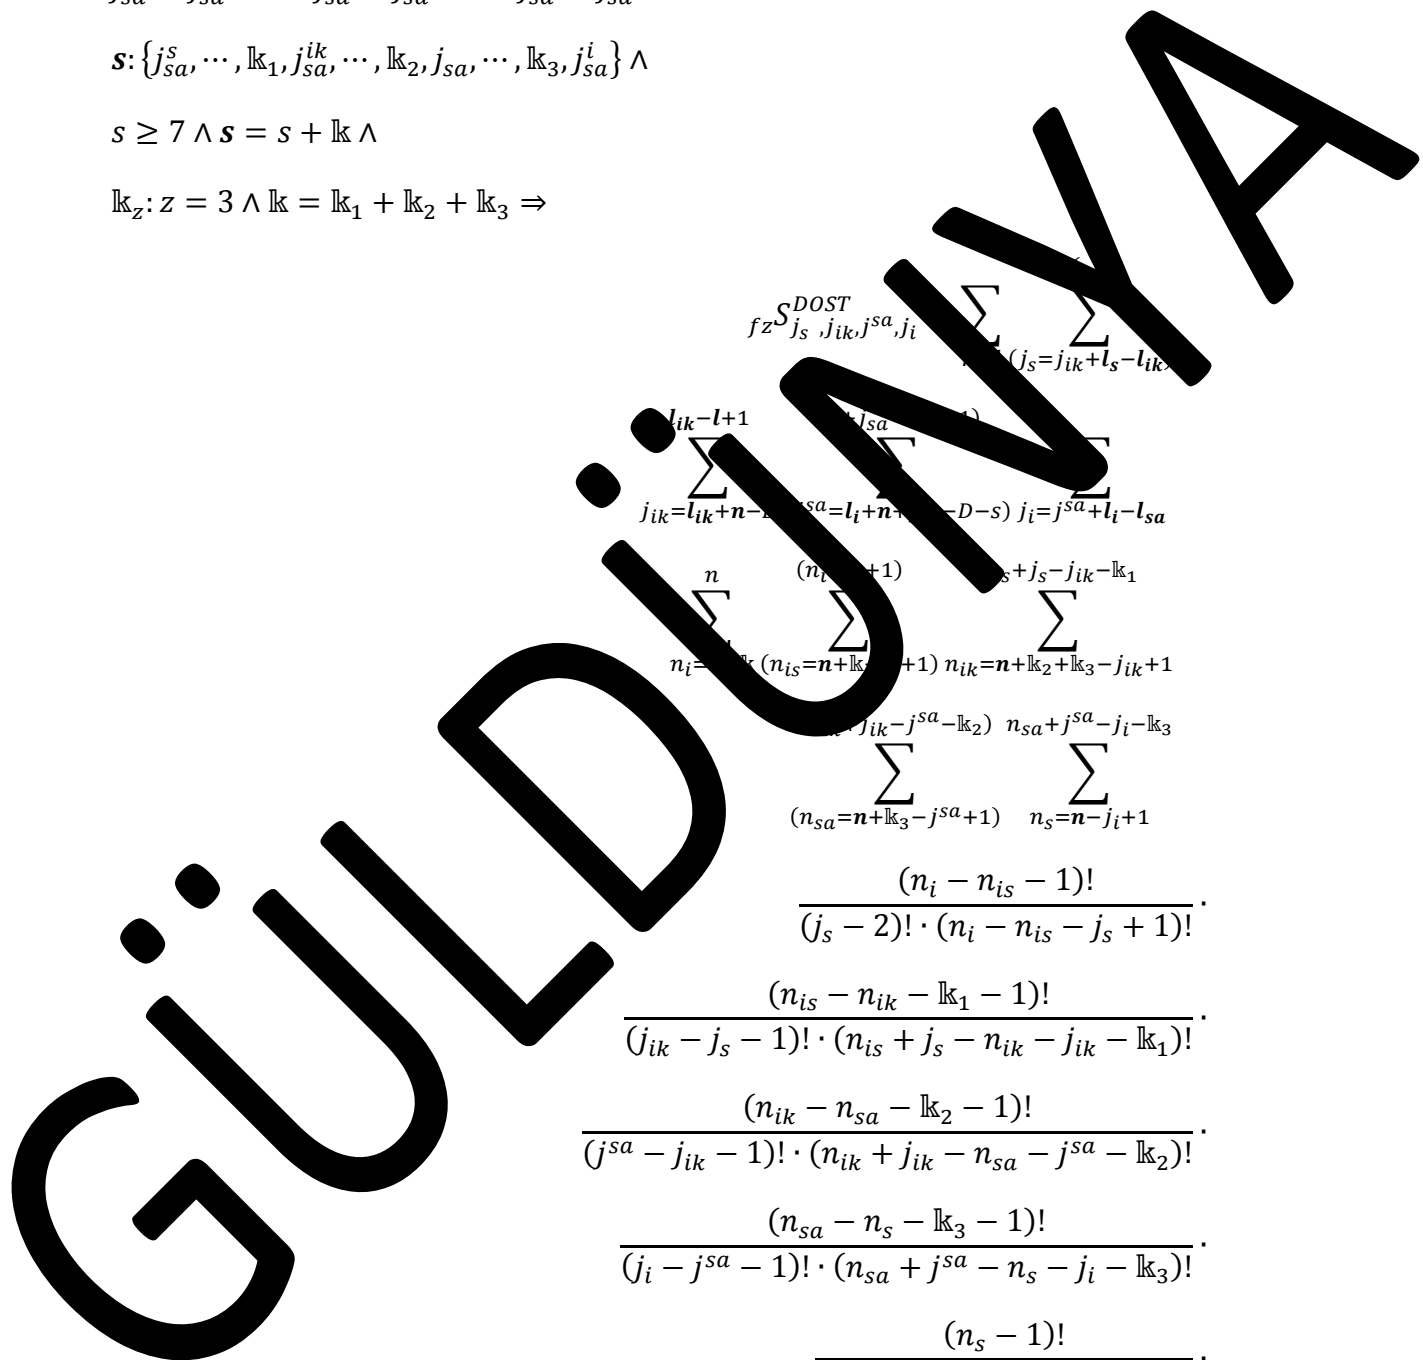 𝒔: {j_{sa}^{s}, ⋯, 𝕜_1, j_{sa}^{ik}, ⋯, 𝕜_2, j_{sa}, ⋯, 𝕜_3, j_{sa}^{i}} ∧
s ≥ 7 ∧ 𝒔 = s + 𝕜 ∧
𝕜_z: z = 3 ∧ 𝕜 = 𝕜_1 + 𝕜_2 + 𝕜_3 ⇒
_{fz}S_{j_s ,j_{ik},j^{sa},j_i}^{DOST} ∑ ∑
(j_s=j_{ik}+l_s−l_{ik}
l_{ik}−l+1
∑ ∑ ∑
j_i=j^{sa}+l_i−l_{sa}
n +j_s−j_{ik}−𝕜_1
∑ ∑ ∑
n_{ik}=n+𝕜_2+𝕜_3−j_{ik}+1
j_{ik}−j^{sa}−𝕜_2) n_{sa}+j^{sa}−j_i−𝕜_3
∑ ∑
(n_{sa}=n+𝕜_3−j^{sa}+1) n_s=n−j_i+1
(n_i − n_{is} − 1)!
(j_s − 2)! · (n_i − n_{is} − j_s + 1)! ·
(n_{is} − n_{ik} − 𝕜_1 − 1)!
(j_{ik} − j_s − 1)! · (n_{is} + j_s − n_{ik} − j_{ik} − 𝕜_1)! ·
(n_{ik} − n_{sa} − 𝕜_2 − 1)!
(j^{sa} − j_{ik} − 1)! · (n_{ik} + j_{ik} − n_{sa} − j^{sa} − 𝕜_2)! ·
(n_{sa} − n_s − 𝕜_3 − 1)!
(j_i − j^{sa} − 1)! · (n_{sa} + j^{sa} − n_s − j_i − 𝕜_3)! ·
(n_s − 1)!
GÜLDÜNYA